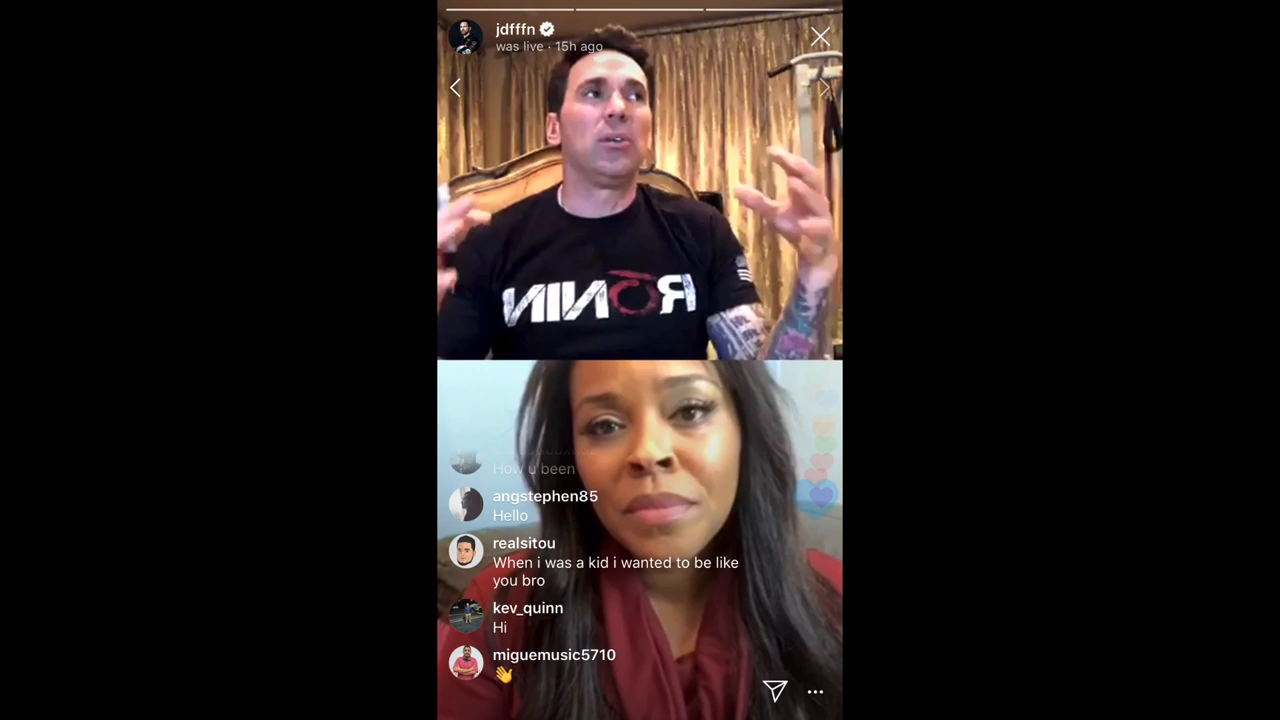 jdfffn
was live · 15h ago
RONIN
How u been
angstephen85
Hello
realsitou
When i was a kid i wanted to be like
you bro
kev_quinn
Hi
miguemusic5710
👋